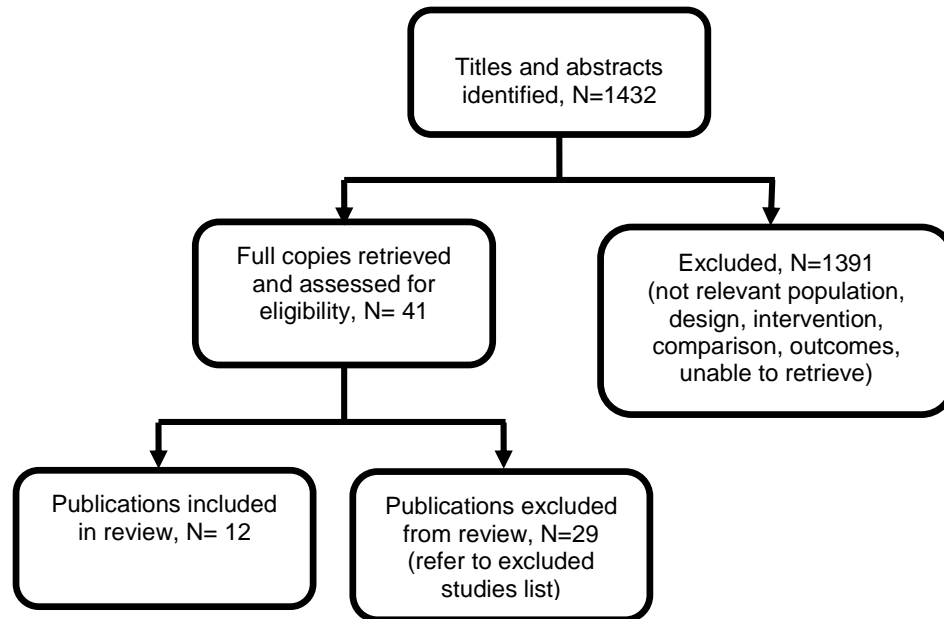 Titles and abstracts
identified, N=1432
Full copies retrieved
and assessed for
eligibility, N= 41
Excluded, N=1391
(not relevant population,
design, intervention,
comparison, outcomes,
unable to retrieve)
Publications included
in review, N= 12
Publications excluded
from review, N=29
(refer to excluded
studies list)